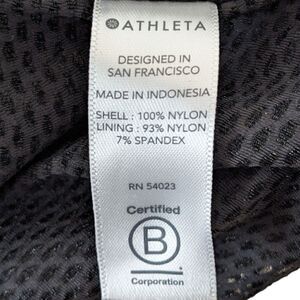 ATHLETA
DESIGNED IN
SAN FRANCISCO
MADE IN INDONESIA
SHELL : 100% NYLON
LINING : 93% NYLON
7% SPANDEX
RN 54023
Certified
B
Corporation